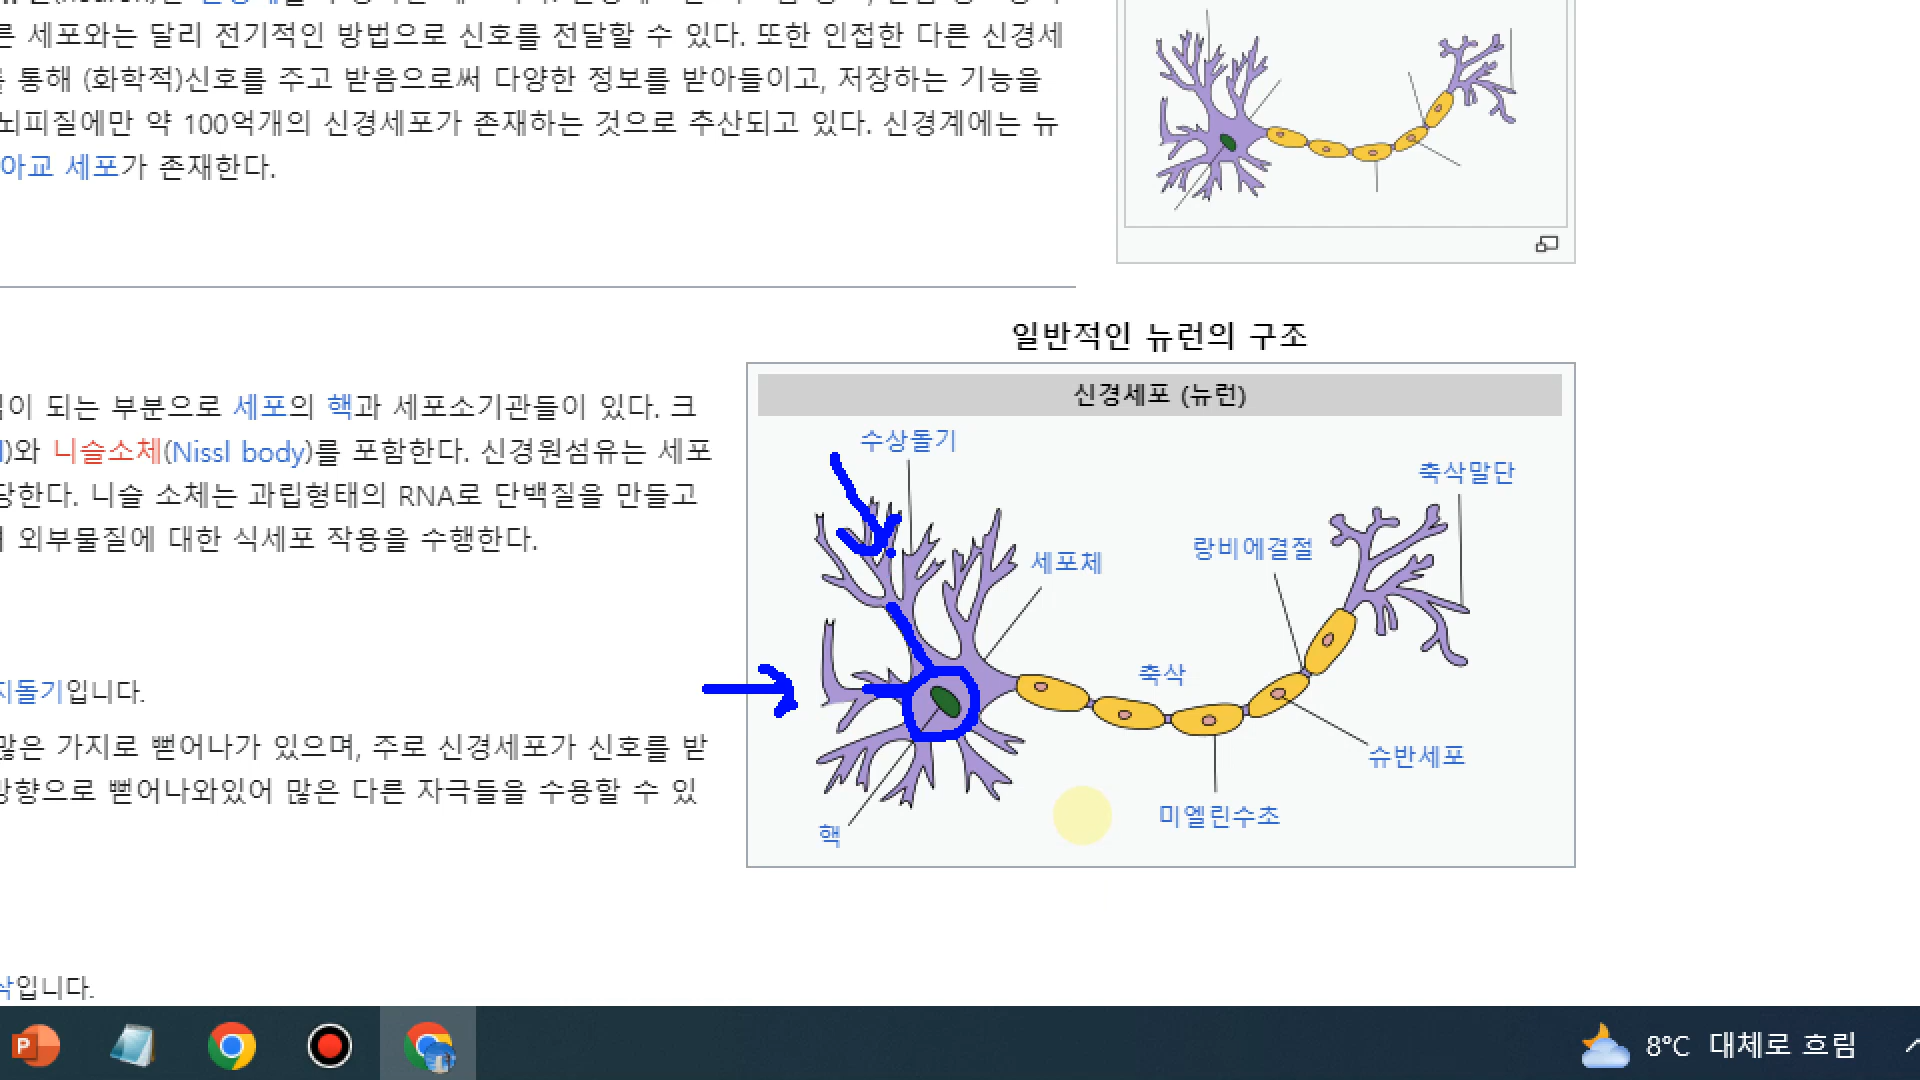 른 세포와는 달리 전기적인 방법으로 신호를 전달할 수 있다. 또한 인접한 다른 신경세
통해 (화학적)신호를 주고 받음으로써 다양한 정보를 받아들이고, 저장하는 기능을
뇌피질에만 약 100억개의 신경세포가 존재하는 것으로 추산되고 있다. 신경계에는 뉴
아교 세포가 존재한다.
일반적인 뉴런의 구조
신경세포 (뉴런)
이 되는 부분으로 세포의 핵과 세포소기관들이 있다. 크
)와 니슬소체(Nissl body)를 포함한다. 신경원섬유는 세포
당한다. 니슬 소체는 과립형태의 RNA로 단백질을 만들고
외부물질에 대한 식세포 작용을 수행한다.
수상돌기
축삭말단
랑비에결절
세포체
축삭
슈반세포
미엘린수초
핵
지돌기입니다.
많은 가지로 뻗어나가 있으며, 주로 신경세포가 신호를 받
방향으로 뻗어나와있어 많은 다른 자극들을 수용할 수 있
삭입니다.
8°C 대체로 흐림